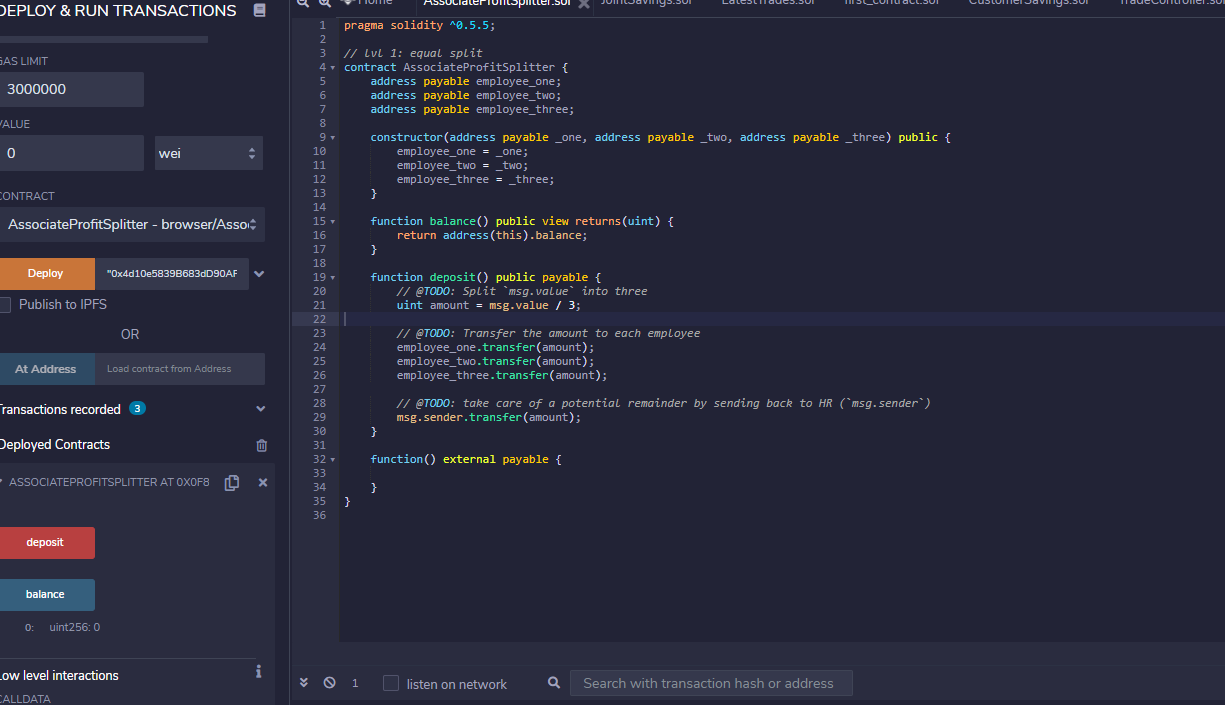 DEPLOY & RUN TRANSACTIONS
GAS LIMIT
3000000
VALUE
0
wei
CONTRACT
AssociateProfitSplitter - browser/Asso
Deploy
"0x4d10e5839B683dD90AF
Publish to IPFS
OR
At Address
Load contract from Address
Transactions recorded 3
Deployed Contracts
ASSOCIATEPROFITSPLITTER AT 0X0F8
deposit
balance
0: uint256: 0
Low level interactions
CALLDATA
Home
AssociateProfitSplitter.sol
JointSavings.sol
LatestTrades.sol
first_contract.sol
CustomerSavings.sol
TradeController.sol
1 pragma solidity ^0.5.5;
2
3 // lvl 1: equal split
4 contract AssociateProfitSplitter {
5 address payable employee_one;
6 address payable employee_two;
7 address payable employee_three;
8
9 constructor(address payable _one, address payable _two, address payable _three) public {
10 employee_one = _one;
11 employee_two = _two;
12 employee_three = _three;
13 }
14
15 function balance() public view returns(uint) {
16 return address(this).balance;
17 }
18
19 function deposit() public payable {
20 // @TODO: Split `msg.value` into three
21 uint amount = msg.value / 3;
22
23 // @TODO: Transfer the amount to each employee
24 employee_one.transfer(amount);
25 employee_two.transfer(amount);
26 employee_three.transfer(amount);
27
28 // @TODO: take care of a potential remainder by sending back to HR (`msg.sender`)
29 msg.sender.transfer(amount);
30 }
31
32 function() external payable {
33
34 }
35 }
36
1
listen on network
Search with transaction hash or address